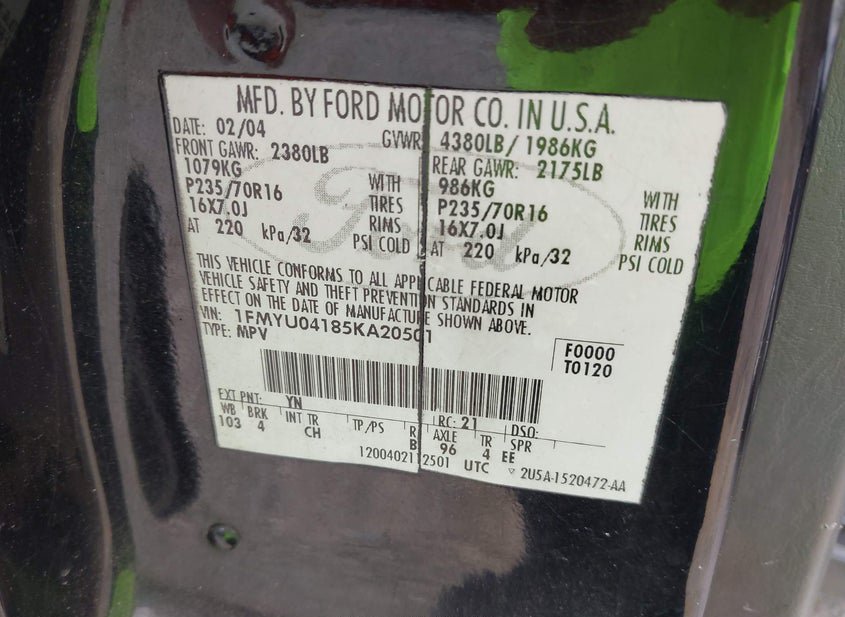 MFD. BY FORD MOTOR CO. IN U.S.A.
DATE: 02/04 GVWR: 4380LB/ 1986KG
FRONT GAWR: 2380LB REAR GAWR: 2175LB
1079KG WITH 986KG WITH
P235/70R16 TIRES P235/70R16 TIRES
16X7.0J RIMS 16X7.0J RIMS
AT 220 kPa/32 PSI COLD AT 220 kPa/32 PSI COLD
Ford
THIS VEHICLE CONFORMS TO ALL APPLICABLE FEDERAL MOTOR
VEHICLE SAFETY AND THEFT PREVENTION STANDARDS IN
EFFECT ON THE DATE OF MANUFACTURE SHOWN ABOVE.
VIN: 1FMYU04185KA20501
TYPE: MPV
F0000
T0120
EXT PNT: YN RC: 21 DSO:
WB BRK INT TR TP/PS R AXLE TR SPR
103 4 CH B 96 4 EE
1200402112501 UTC ▽ 2U5A-1520472-AA